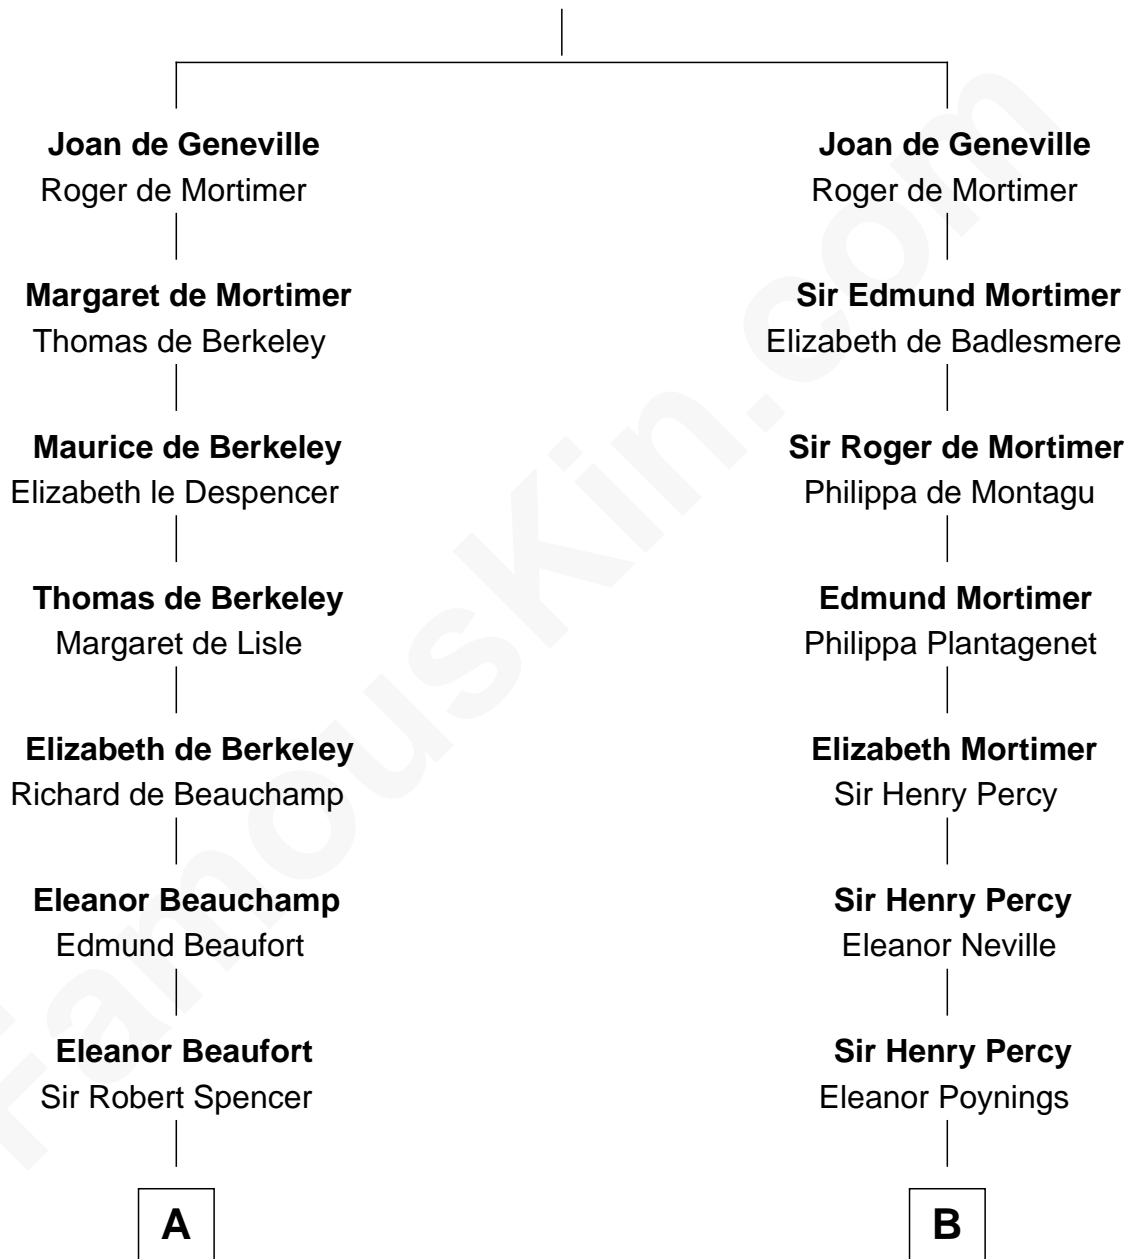 Joan de Geneville
Roger de Mortimer
Margaret de Mortimer
Thomas de Berkeley
Maurice de Berkeley
Elizabeth le Despencer
Thomas de Berkeley
Margaret de Lisle
Elizabeth de Berkeley
Richard de Beauchamp
Eleanor Beauchamp
Edmund Beaufort
Eleanor Beaufort
Sir Robert Spencer
A
Joan de Geneville
Roger de Mortimer
Sir Edmund Mortimer
Elizabeth de Badlesmere
Sir Roger de Mortimer
Philippa de Montagu
Edmund Mortimer
Philippa Plantagenet
Elizabeth Mortimer
Sir Henry Percy
Sir Henry Percy
Eleanor Neville
Sir Henry Percy
Eleanor Poynings
B
FamousKin.com